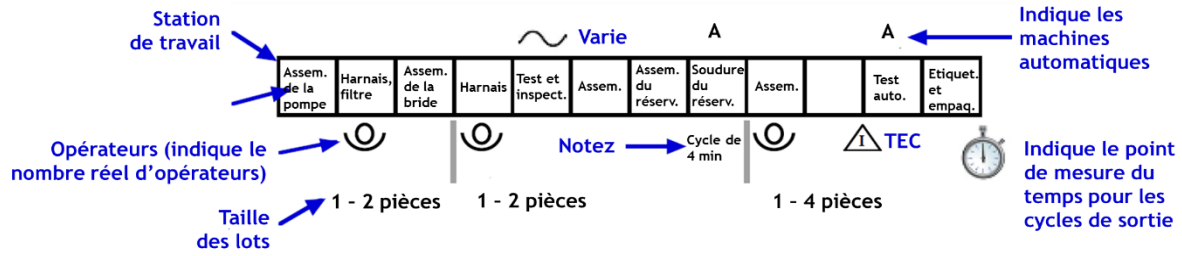 Station
de travail
Varie
A
A
Indique les
machines
automatiques
Assem.
de la
pompe
Harnais,
filtre
Assem.
de la
bride
Harnais
Test et
inspect.
Assem.
Assem.
du
réserv.
Soudure
du
réserv.
Assem.
Test
auto.
Etiquet.
et
empaq.
Opérateurs (indique le
nombre réel d’opérateurs)
Notez
Cycle de
4 min
I
TEC
Indique le point
de mesure du
temps pour les
cycles de sortie
Taille
des lots
1 - 2 pièces
1 - 2 pièces
1 - 4 pièces